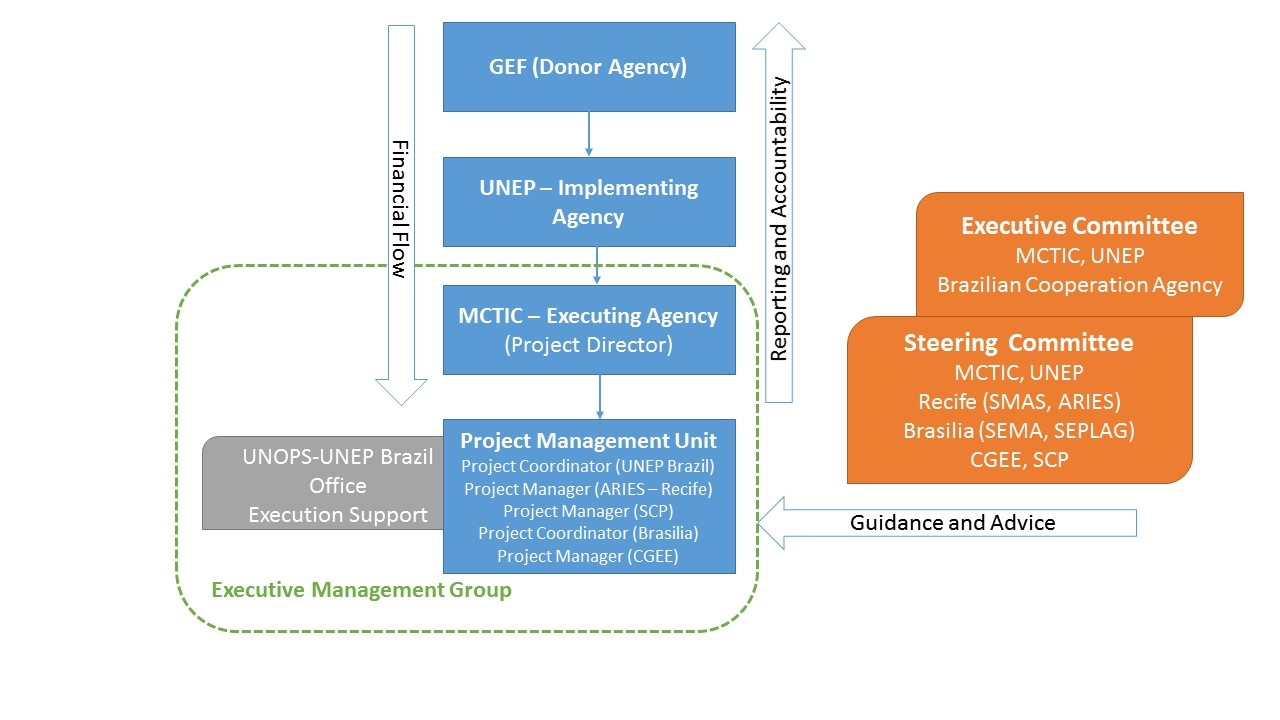 GEF (Donor Agency)
Financial Flow
Reporting and Accountability
UNEP – Implementing
Agency
MCTIC – Executing Agency
(Project Director)
Executive Committee
MCTIC, UNEP
Brazilian Cooperation Agency
Steering Committee
MCTIC, UNEP
Recife (SMAS, ARIES)
Brasilia (SEMA, SEPLAG)
CGEE, SCP
UNOPS-UNEP Brazil
Office
Execution Support
Project Management Unit
Project Coordinator (UNEP Brazil)
Project Manager (ARIES – Recife)
Project Manager (SCP)
Project Coordinator (Brasilia)
Project Manager (CGEE)
Guidance and Advice
Executive Management Group